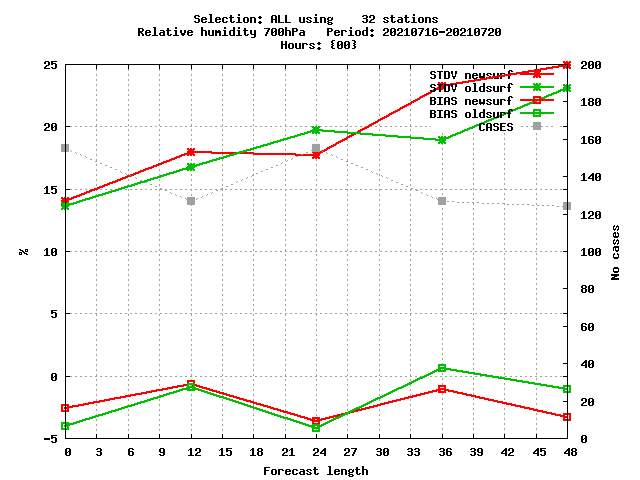 Selection: ALL using    32 stations
Relative humidity 700hPa   Period: 20210716-20210720
Hours: {00}
25
20
15
10
5
0
-5
%
STDV newsurf
STDV oldsurf
BIAS newsurf
BIAS oldsurf
CASES
200
180
160
140
120
100
80
60
40
20
0
No cases
0 3 6 9 12 15 18 21 24 27 30 33 36 39 42 45 48
Forecast length